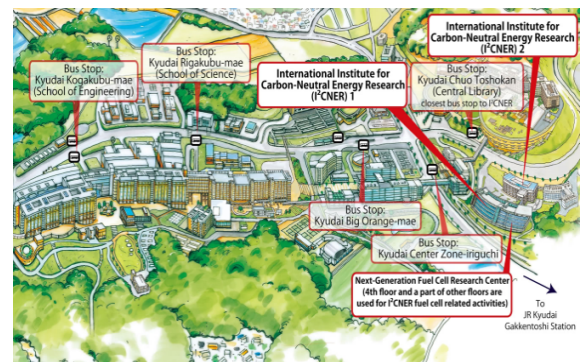 International Institute for
Carbon-Neutral Energy Research
(I²CNER) 2
Bus Stop:
Kyudai Rigakubu-mae
(School of Science)
Bus Stop:
Kyudai Kogakubu-mae
(School of Engineering)
International Institute for
Carbon-Neutral Energy Research
(I²CNER) 1
Bus Stop:
Kyudai Chuo Toshokan
(Central Library)
closest bus stop to I²CNER
Bus Stop:
Kyudai Big Orange-mae
Bus Stop:
Kyudai Center Zone-iriguchi
Next-Generation Fuel Cell Research Center
(4th floor and a part of other floors are
used for I²CNER fuel cell related activities)
To
JR Kyudai
Gakkentoshi Station